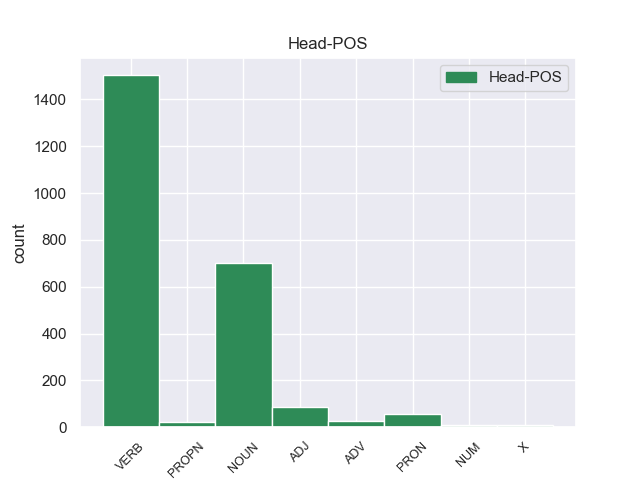 Head-POS
Head-POS
count
1400
1200
1000
800
600
400
200
0
VERB
PROPN
NOUN
ADJ
ADV
PRON
NUM
X